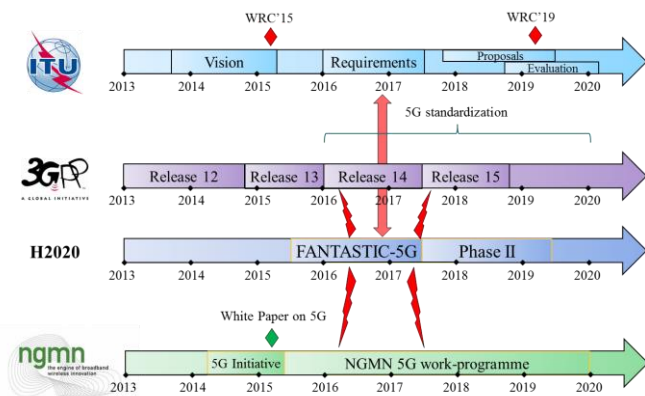 WRC'15
WRC'19
ITU
Vision
Requirements
Proposals
Evaluation
2013 2014 2015 2016 2017 2018 2019 2020
5G standardization
3GPP
A GLOBAL INITIATIVE
Release 12
Release 13
Release 14
Release 15
2013 2014 2015 2016 2017 2018 2019 2020
H2020
FANTASTIC-5G
Phase II
2013 2014 2015 2016 2017 2018 2019 2020
White Paper on 5G
ngmn
the engine of broadband
wireless innovation
5G Initiative
NGMN 5G work-programme
2013 2014 2015 2016 2017 2018 2019 2020